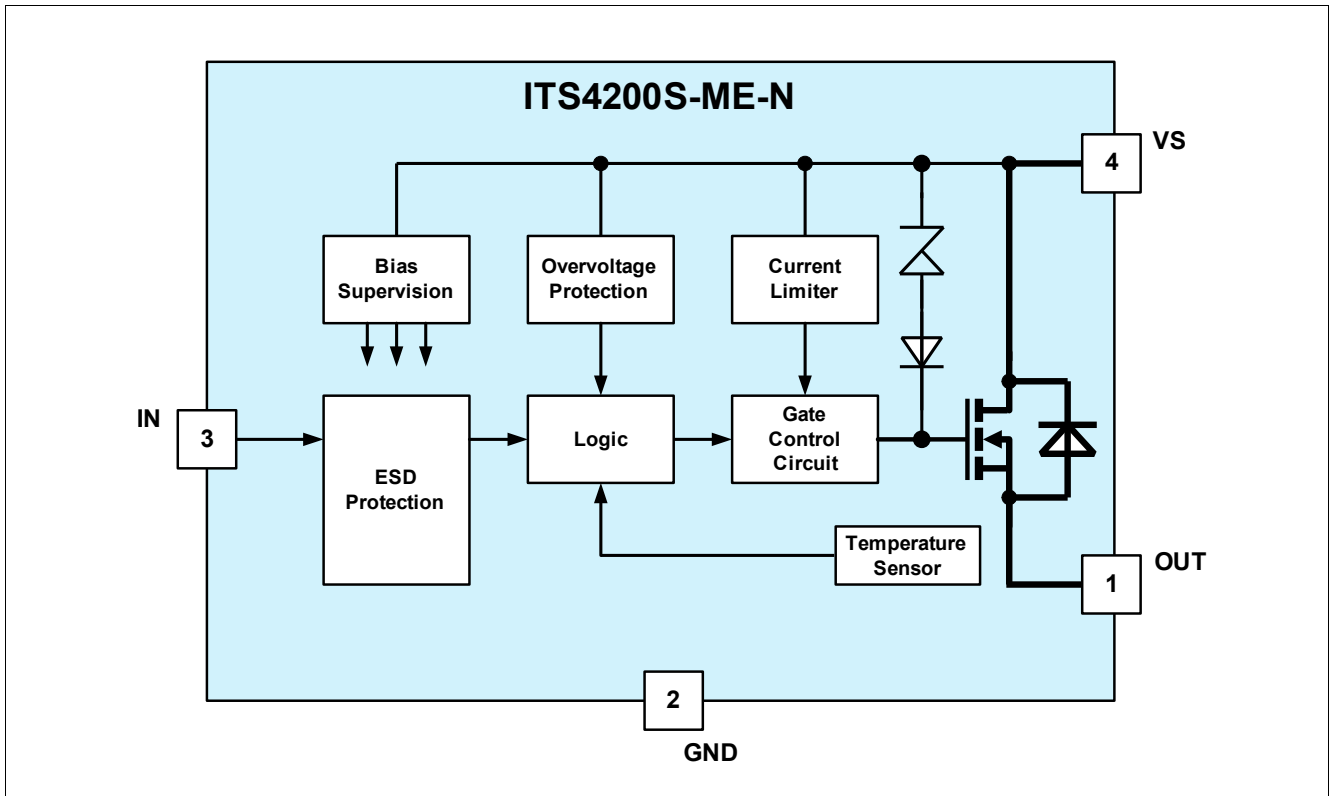 ITS4200S-ME-N
VS
4
Bias
Supervision
Overvoltage
Protection
Current
Limiter
IN
3
ESD
Protection
Logic
Gate
Control
Circuit
Temperature
Sensor
OUT
1
2
GND